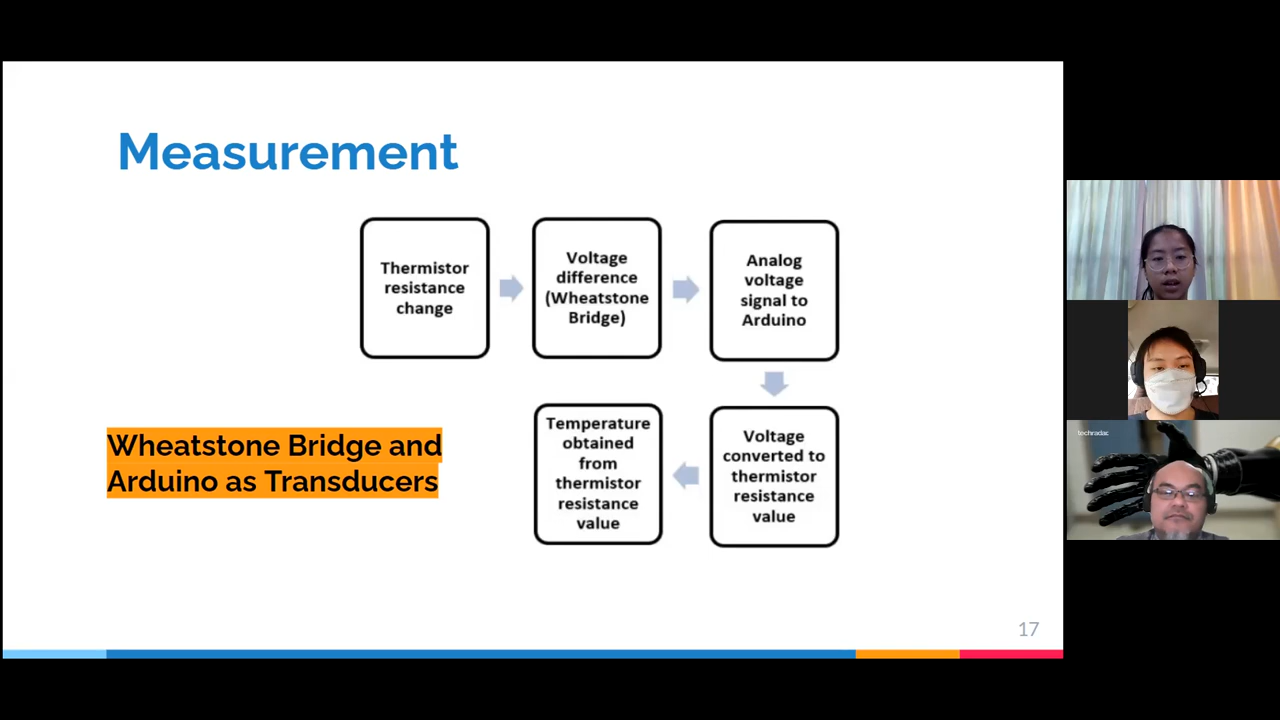 Measurement
Thermistor
resistance
change
Voltage
difference
(Wheatstone
Bridge)
Analog
voltage
signal to
Arduino
Voltage
converted to
thermistor
resistance
value
Temperature
obtained
from
thermistor
resistance
value
Wheatstone Bridge and
Arduino as Transducers
17
techradar